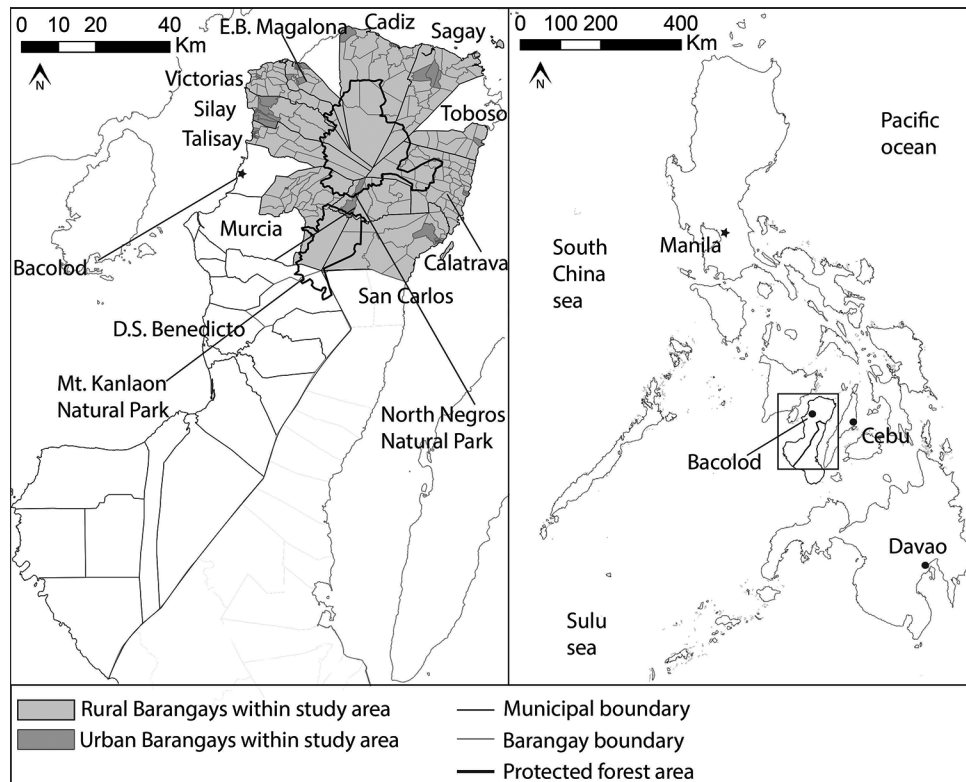 0 20 40
10 Km
N
E.B. Magalona
Cadiz
Sagay
Victorias
Silay
Talisay
Toboso
Murcia
Bacolod
Calatrava
San Carlos
D.S. Benedicto
Mt. Kanlaon
Natural Park
North Negros
Natural Park
0 100 200 400
Km
N
Pacific
ocean
Manila
South
China
sea
Cebu
Bacolod
Davao
Sulu
sea
Rural Barangays within study area
Urban Barangays within study area
Municipal boundary
Barangay boundary
Protected forest area